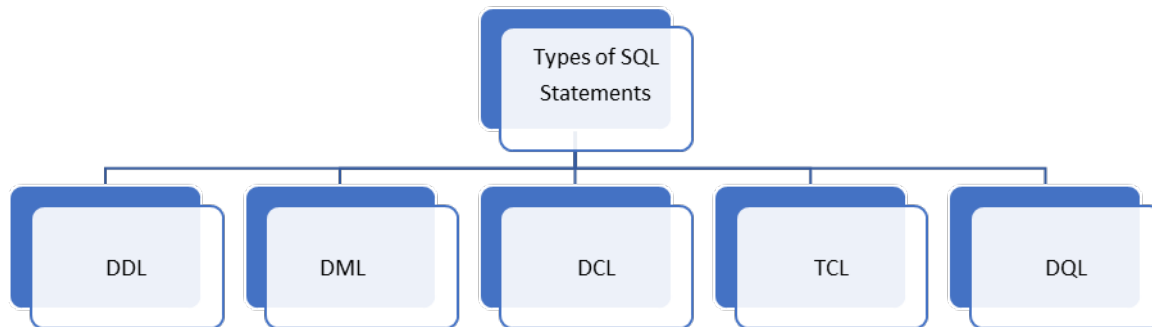 Types of SQL
Statements
DDL
DML
DCL
TCL
DQL